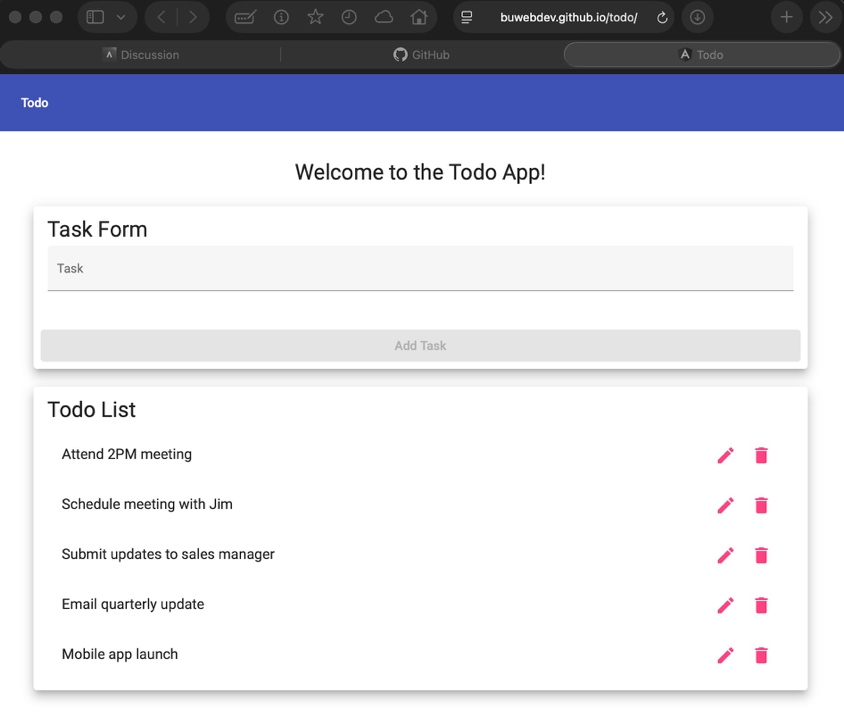 buwebdev.github.io/todo/
Discussion
GitHub
Todo
Todo
Welcome to the Todo App!
Task Form
Task
Add Task
Todo List
Attend 2PM meeting
Schedule meeting with Jim
Submit updates to sales manager
Email quarterly update
Mobile app launch